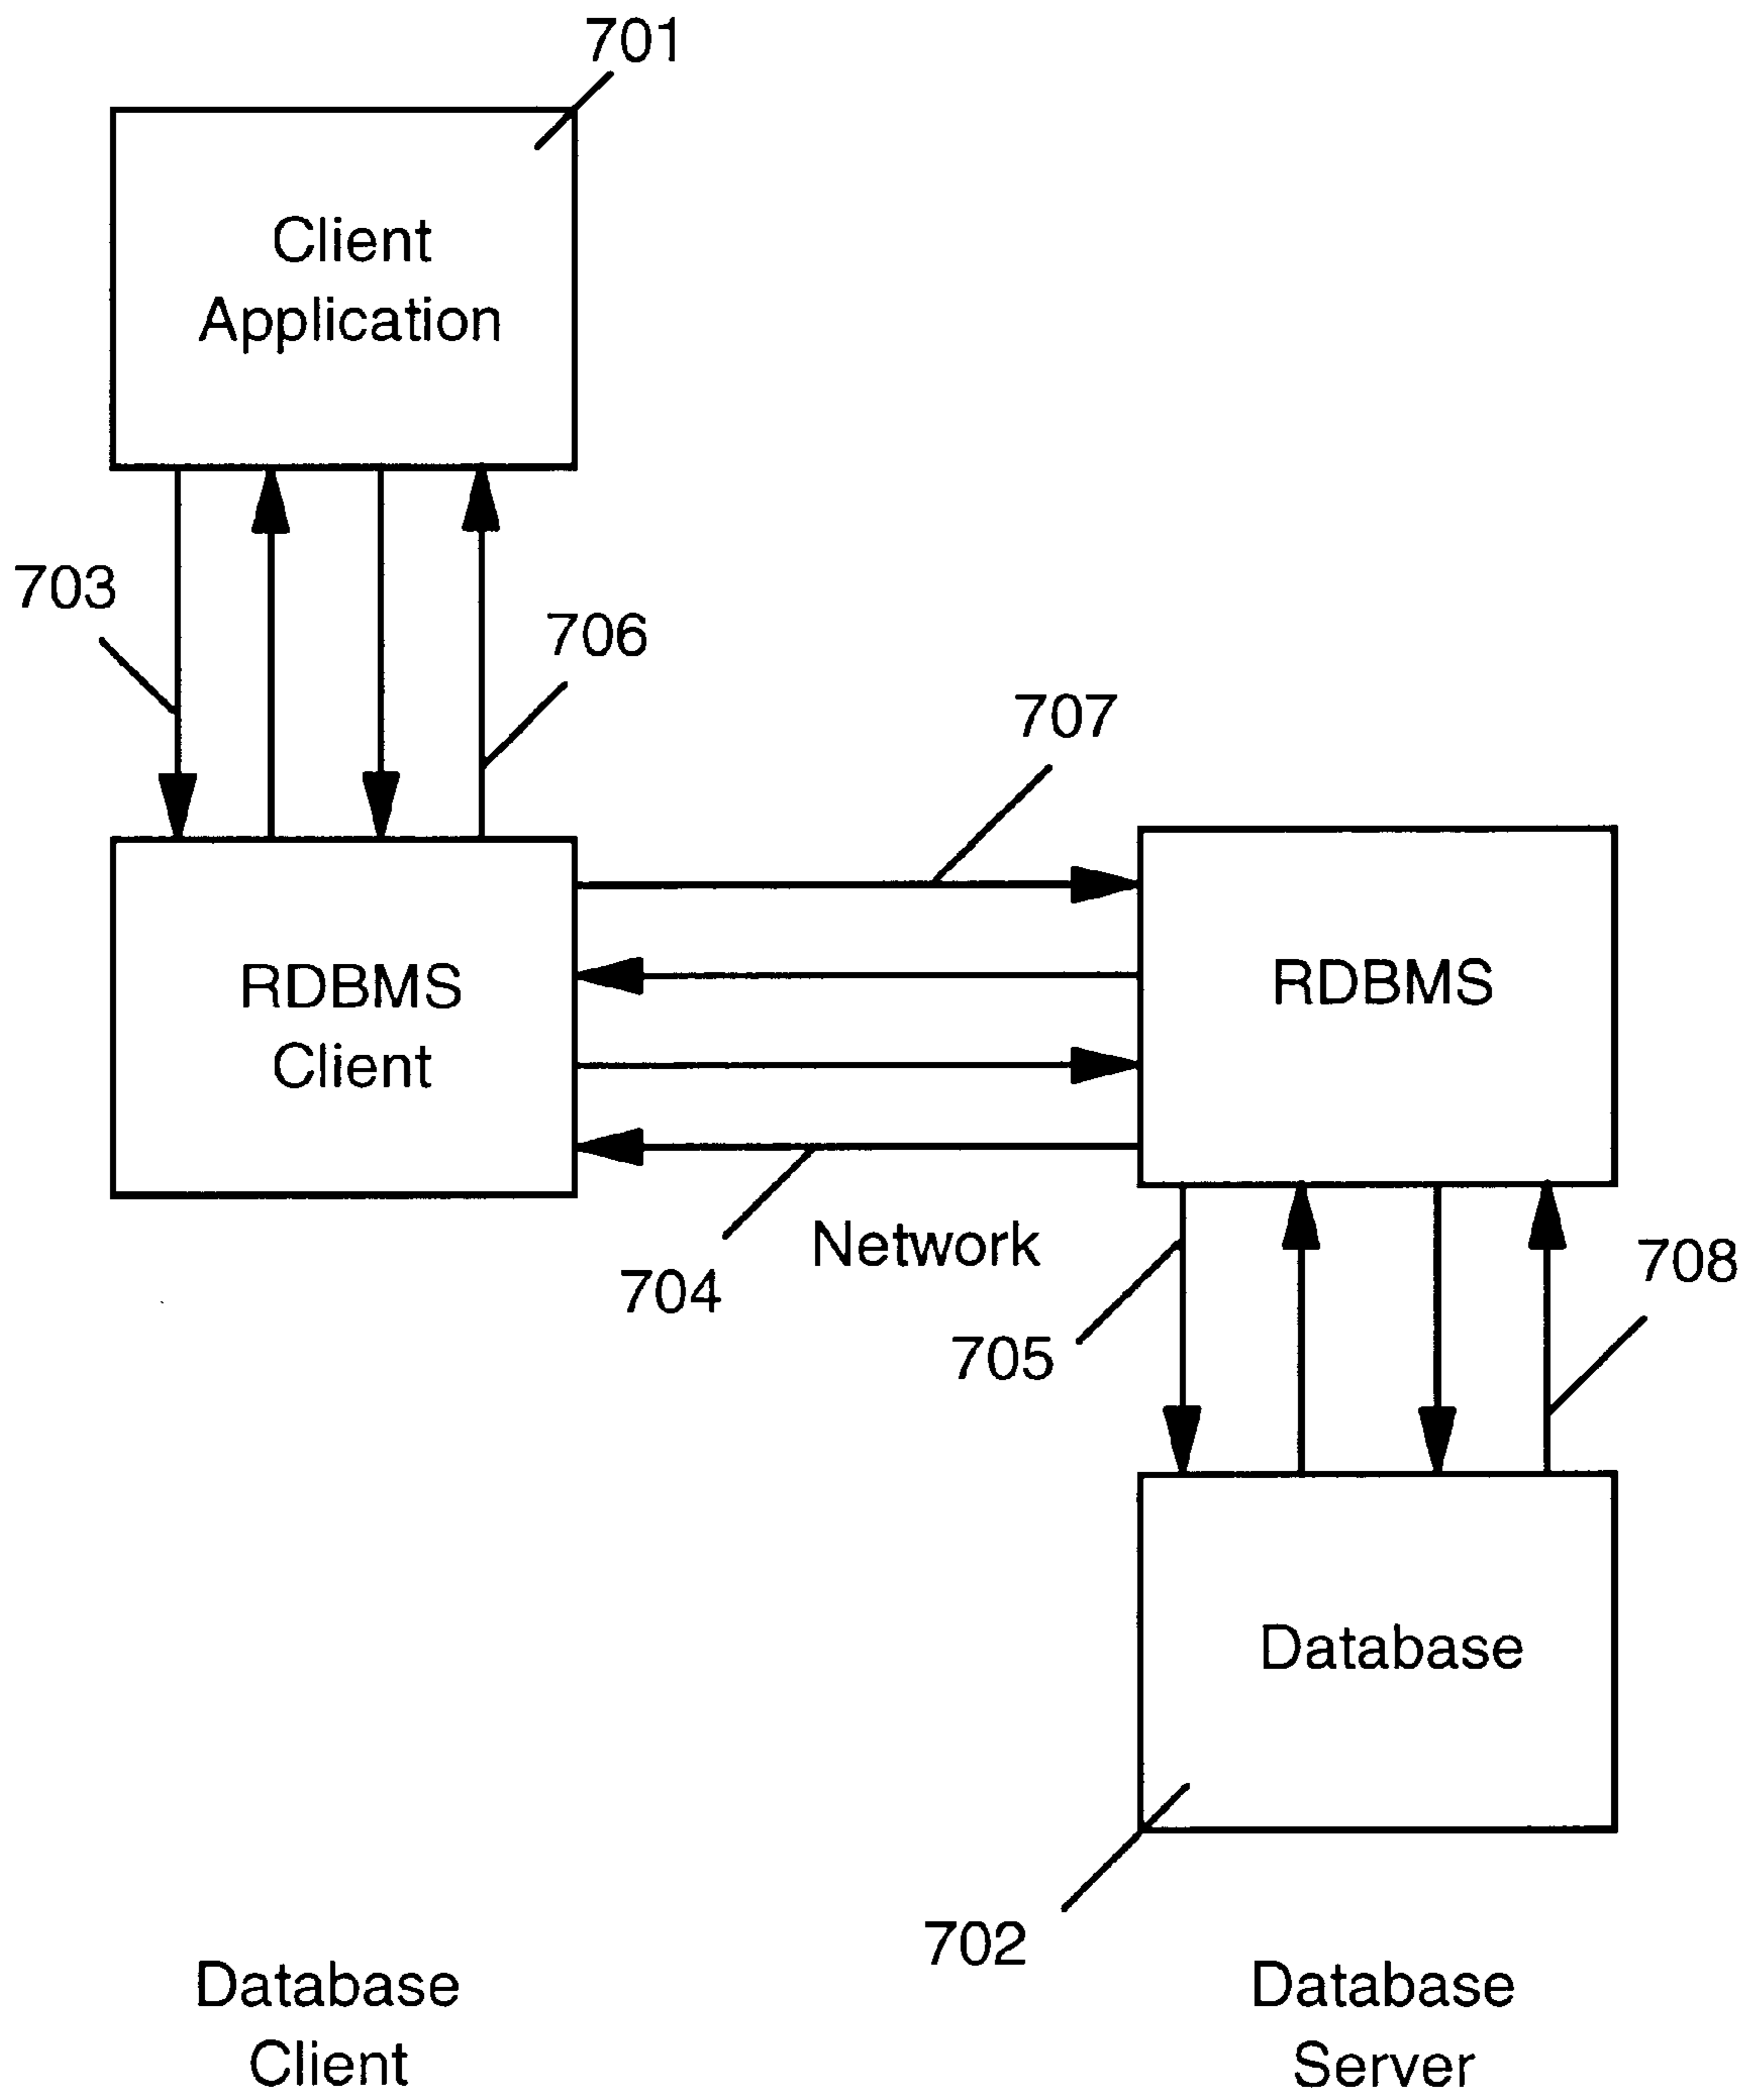 701
Client
Application
703
706
707
RDBMS
Client
RDBMS
704
Network
705
708
Database
702
Database
Client
Database
Server